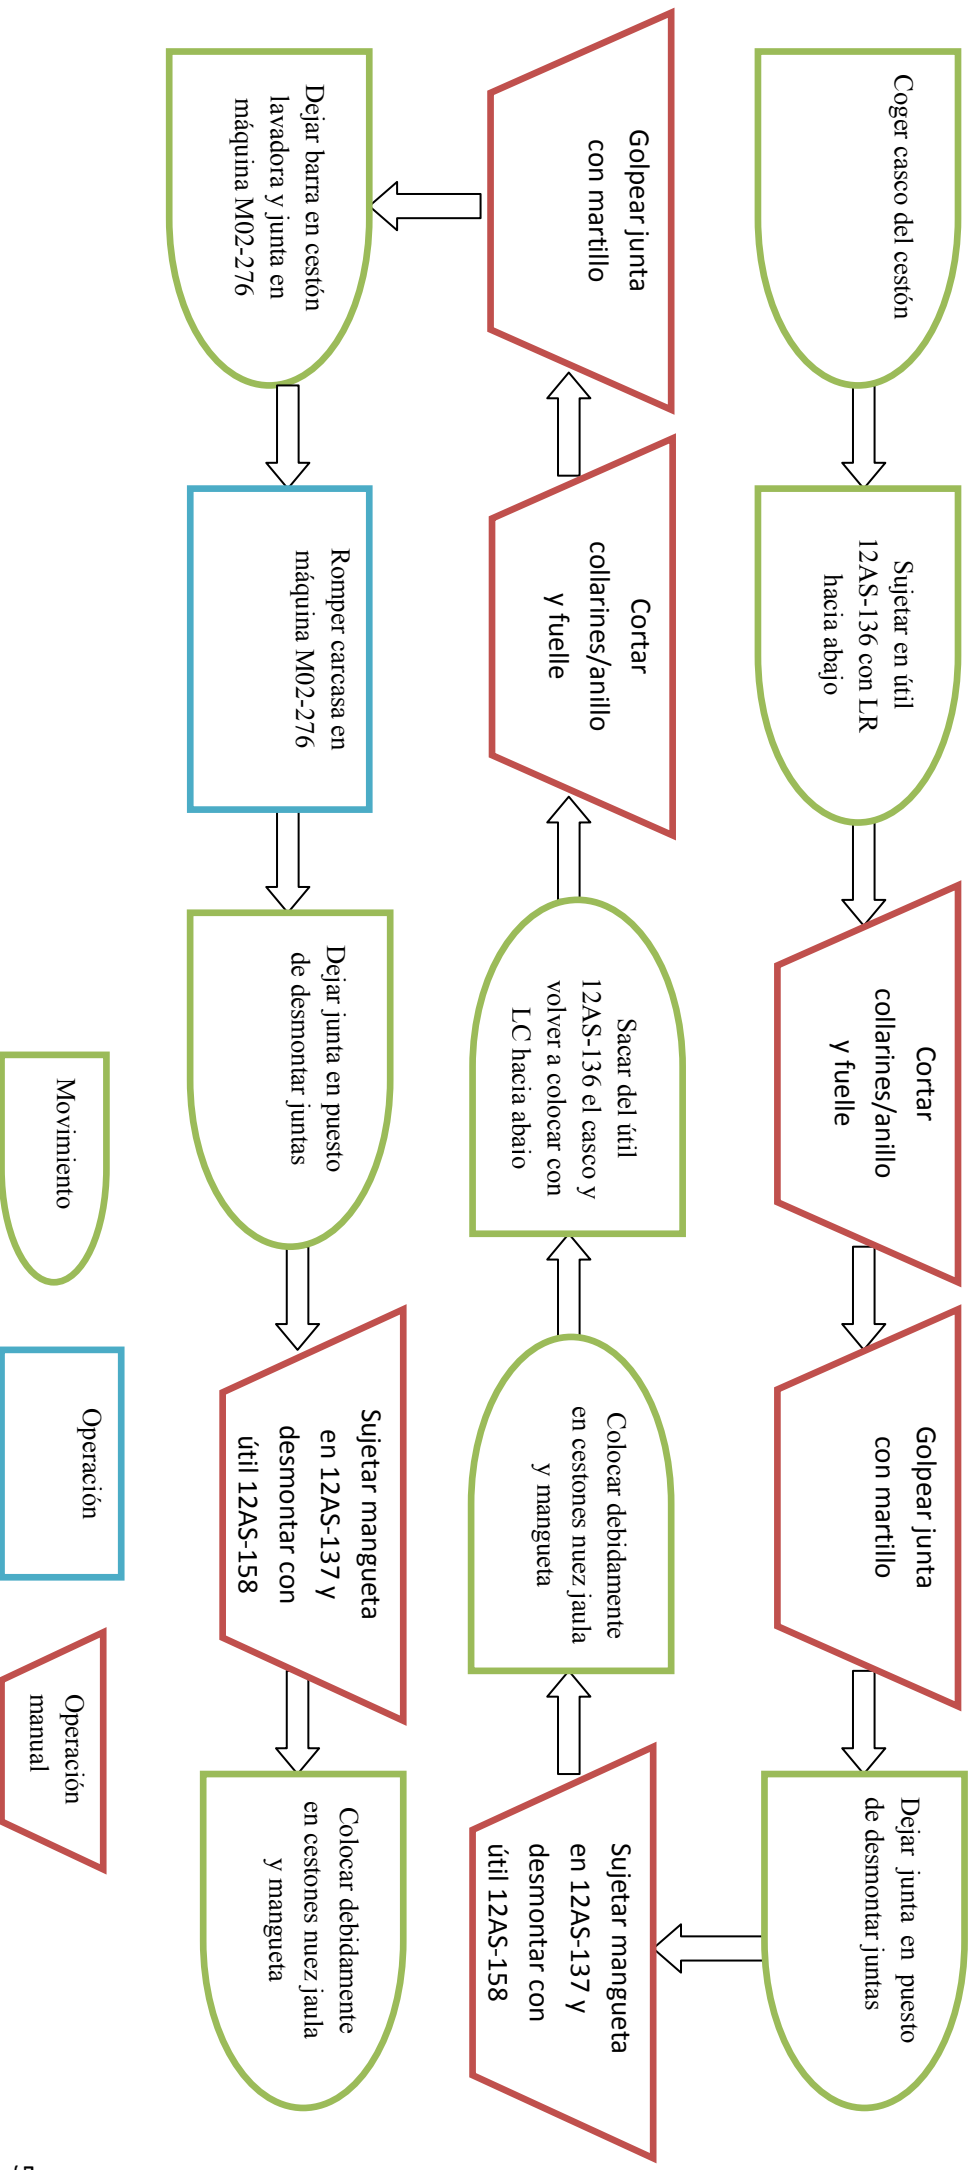 Coger casco del cestón
Sujetar en útil
12AS-136 con LR
hacia abajo
Cortar
collarines/anillo
y fuelle
Golpear junta
con martillo
Dejar junta en puesto
de desmontar juntas
Sujetar mangueta
en 12AS-137 y
desmontar con
útil 12AS-158
Colocar debidamente
en cestones nuez jaula
y mangueta
Sacar del útil
12AS-136 el casco y
volver a colocar con
LC hacia abajo
Cortar
collarines/anillo
y fuelle
Golpear junta
con martillo
Dejar barra en cestón
lavadora y junta en
máquina M02-276
Romper carcasa en
máquina M02-276
Dejar junta en puesto
de desmontar juntas
Sujetar mangueta
en 12AS-137 y
desmontar con
útil 12AS-158
Colocar debidamente
en cestones nuez jaula
y mangueta
Movimiento
Operación
Operación
manual